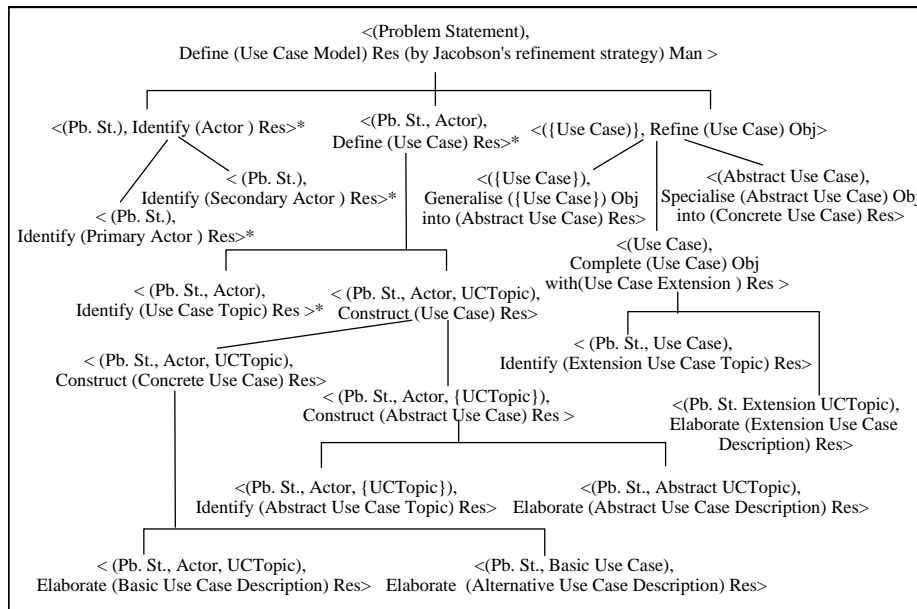 <(Problem Statement),
Define (Use Case Model) Res (by Jacobson's refinement strategy) Man >
<(Pb. St.), Identify (Actor ) Res>*
<(Pb. St., Actor),
Define (Use Case) Res>*
<({Use Case)}, Refine (Use Case) Obj>
< (Pb. St.),
Identify (Secondary Actor ) Res>*
< (Pb. St.),
Identify (Primary Actor ) Res>*
<({Use Case}),
Generalise ({Use Case}) Obj
into (Abstract Use Case) Res>
<(Abstract Use Case),
Specialise (Abstract Use Case) Obj
into (Concrete Use Case) Res>
<(Use Case),
Complete (Use Case) Obj
with(Use Case Extension ) Res >
< (Pb. St., Actor),
Identify (Use Case Topic) Res >*
< (Pb. St., Actor, UCTopic),
Construct (Use Case) Res>
< (Pb. St., Use Case),
Identify (Extension Use Case Topic) Res>
< (Pb. St., Actor, UCTopic),
Construct (Concrete Use Case) Res>
< (Pb. St., Actor, {UCTopic}),
Construct (Abstract Use Case) Res >
<(Pb. St. Extension UCTopic),
Elaborate (Extension Use Case
Description) Res>
<(Pb. St., Actor, {UCTopic}),
Identify (Abstract Use Case Topic) Res>
<(Pb. St., Abstract UCTopic),
Elaborate (Abstract Use Case Description) Res>
< (Pb. St., Actor, UCTopic),
Elaborate (Basic Use Case Description) Res>
<(Pb. St., Basic Use Case),
Elaborate (Alternative Use Case Description) Res>